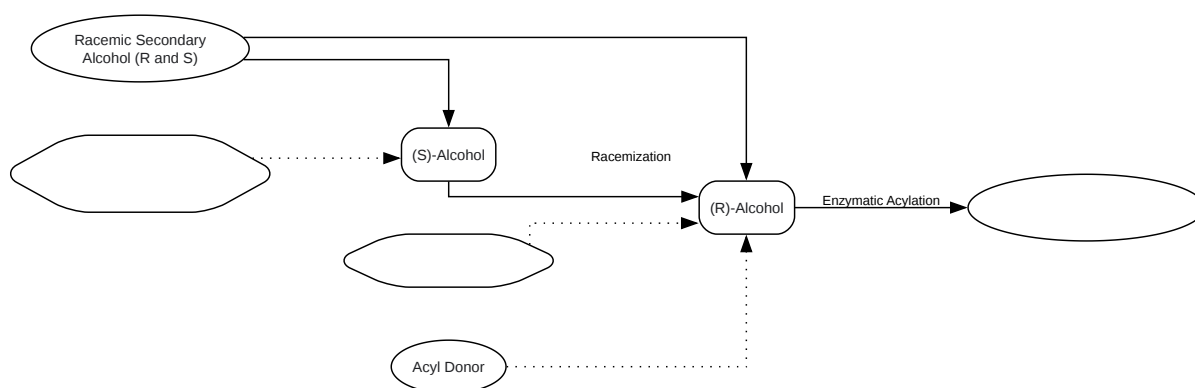 Racemic Secondary
Alcohol (R and S)
(S)-Alcohol
Racemization
(R)-Alcohol
Enzymatic Acylation
Acyl Donor